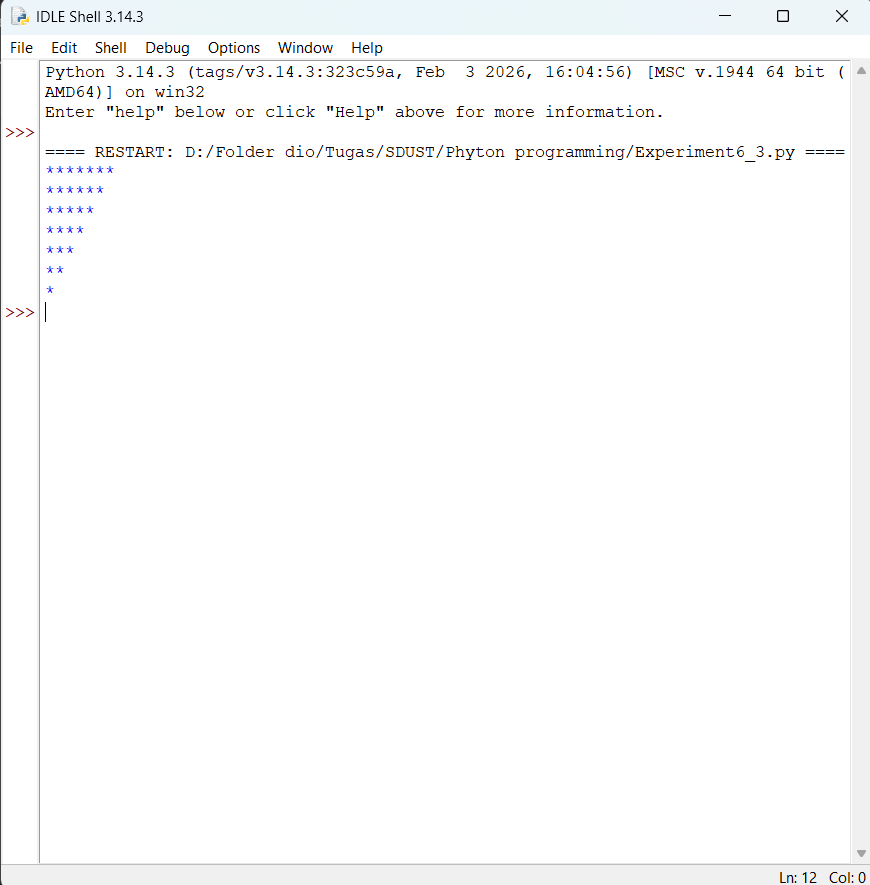 IDLE Shell 3.14.3
File Edit Shell Debug Options Window Help
Python 3.14.3 (tags/v3.14.3:323c59a, Feb  3 2026, 16:04:56) [MSC v.1944 64 bit (
AMD64)] on win32
Enter "help" below or click "Help" above for more information.
>>>
==== RESTART: D:/Folder dio/Tugas/SDUST/Phyton programming/Experiment6_3.py ====
*******
******
*****
****
***
**
*
>>>
Ln: 12 Col: 0